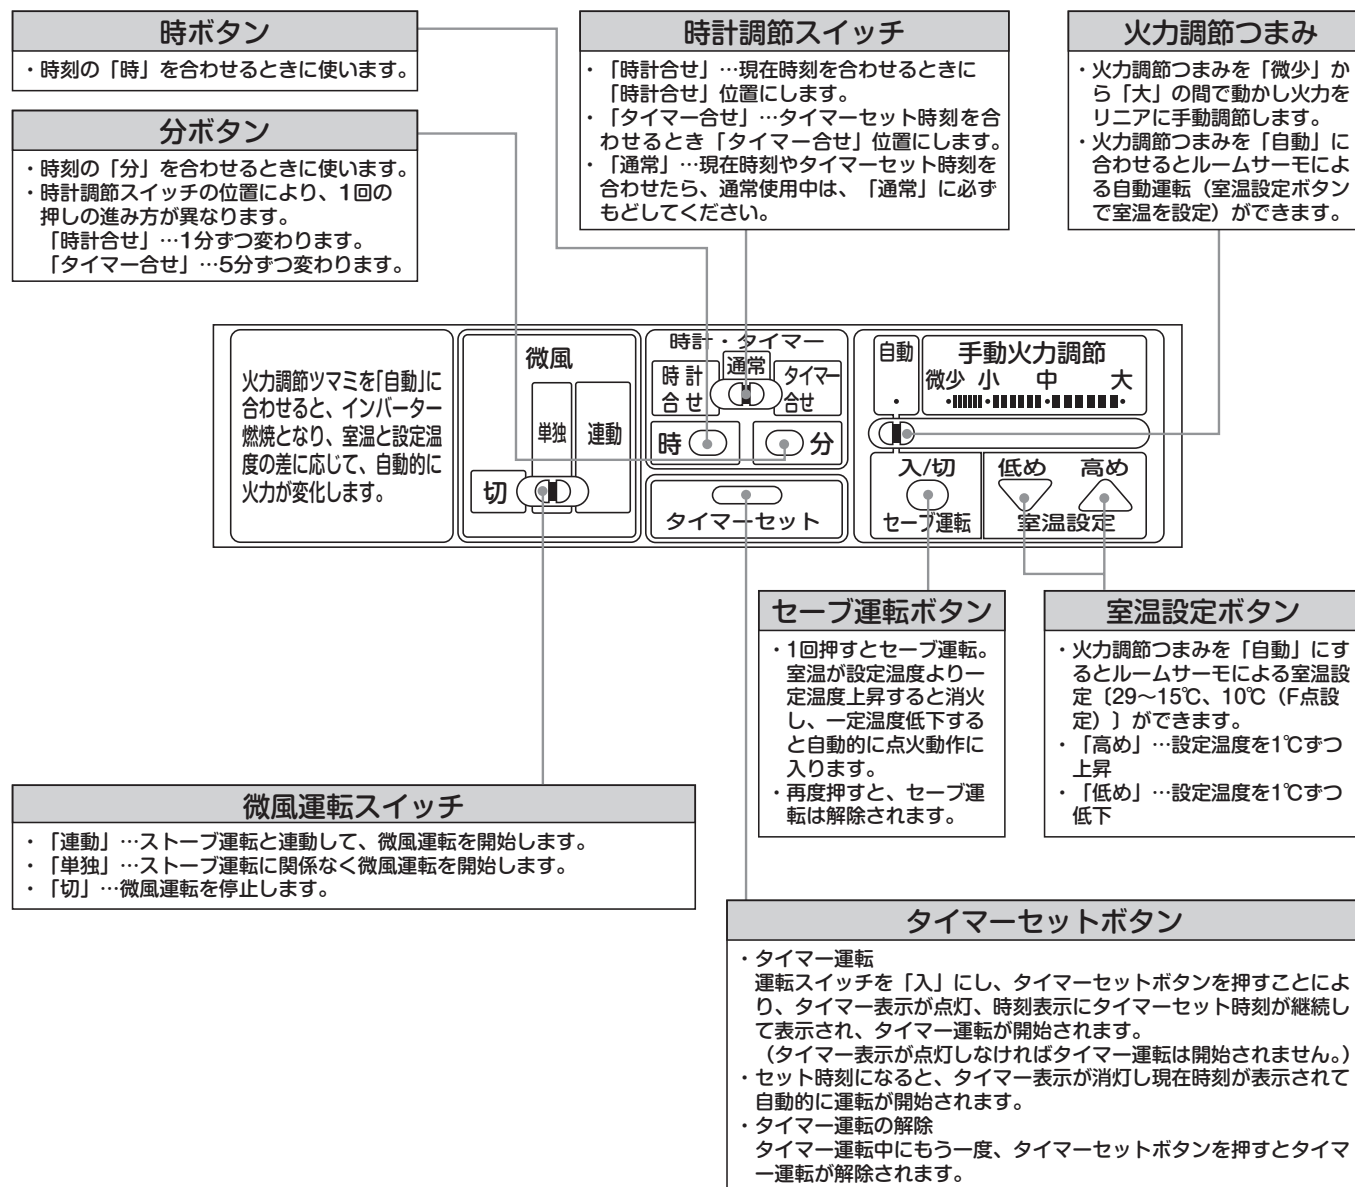 時ボタン
・時刻の「時」を合わせるときに使います。
分ボタン
・時刻の「分」を合わせるときに使います。
・時計調節スイッチの位置により、1回の
押しの進み方が異なります。
「時計合せ」…1分ずつ変わります。
「タイマー合せ」…5分ずつ変わります。
時計調節スイッチ
・「時計合せ」…現在時刻を合わせるときに
「時計合せ」位置にします。
・「タイマー合せ」…タイマーセット時刻を合
わせるとき「タイマー合せ」位置にします。
・「通常」…現在時刻やタイマーセット時刻を
合わせたら、通常使用中は、「通常」に必ず
もどしてください。
火力調節つまみ
・火力調節つまみを「微少」か
ら「大」の間で動かし火力を
リニアに手動調節します。
・火力調節つまみを「自動」に
合わせるとルームサーモによ
る自動運転（室温設定ボタン
で室温を設定）ができます。
火力調節ツマミを「自動」に
合わせると、インバーター
燃焼となり、室温と設定温
度の差に応じて、自動的に
火力が変化します。
微風
切
単独
連動
時計・タイマー
時計
合せ
通常
タイマー
合せ
時
分
タイマーセット
自動
手動火力調節
微少 小 中 大
入/切
セーブ運転
低め 高め
室温設定
セーブ運転ボタン
・1回押すとセーブ運転。
室温が設定温度より一
定温度上昇すると消火
し、一定温度低下する
と自動的に点火動作に
入ります。
・再度押すと、セーブ運
転は解除されます。
室温設定ボタン
・火力調節つまみを「自動」にす
るとルームサーモによる室温設
定〔29～15℃、10℃（F点設
定）〕ができます。
・「高め」…設定温度を1℃ずつ
上昇
・「低め」…設定温度を1℃ずつ
低下
微風運転スイッチ
・「連動」…ストーブ運転と連動して、微風運転を開始します。
・「単独」…ストーブ運転に関係なく微風運転を開始します。
・「切」…微風運転を停止します。
タイマーセットボタン
・タイマー運転
運転スイッチを「入」にし、タイマーセットボタンを押すことによ
り、タイマー表示が点灯、時刻表示にタイマーセット時刻が継続し
て表示され、タイマー運転が開始されます。
（タイマー表示が点灯しなければタイマー運転は開始されません。）
・セット時刻になると、タイマー表示が消灯し現在時刻が表示されて
自動的に運転が開始されます。
・タイマー運転の解除
タイマー運転中にもう一度、タイマーセットボタンを押すとタイマ
ー運転が解除されます。